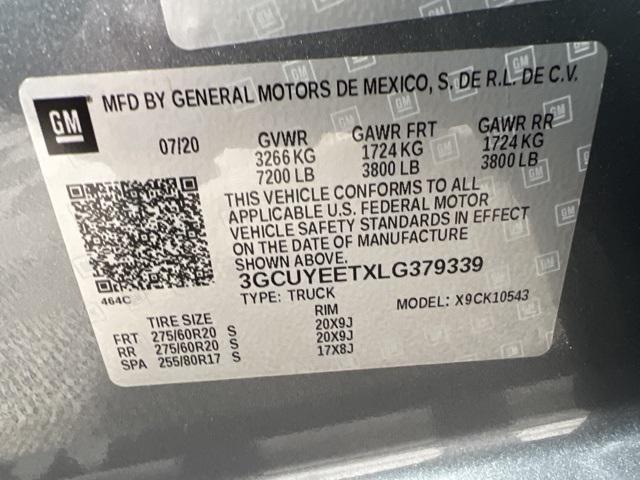 GM
MFD BY GENERAL MOTORS DE MEXICO, S. DE R.L. DE C.V.
07/20 GVWR GAWR FRT GAWR RR
3266 KG 1724 KG 1724 KG
7200 LB 3800 LB 3800 LB
THIS VEHICLE CONFORMS TO ALL
APPLICABLE U.S. FEDERAL MOTOR
VEHICLE SAFETY STANDARDS IN EFFECT
ON THE DATE OF MANUFACTURE
SHOWN ABOVE.
3GCUYEETXLG379339
464C
TYPE: TRUCK MODEL: X9CK10543
TIRE SIZE RIM
FRT 275/60R20 S 20X9J
RR 275/60R20 S 20X9J
SPA 255/80R17 S 17X8J